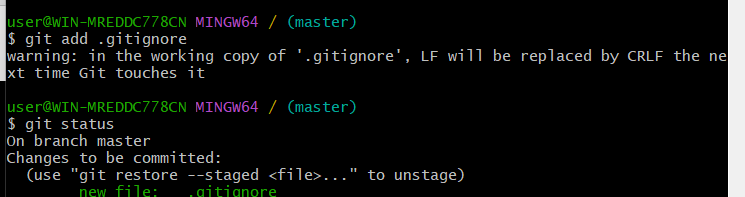 user@WIN-MREDDC778CN MINGW64 / (master)
$ git add .gitignore
warning: in the working copy of '.gitignore', LF will be replaced by CRLF the ne
xt time Git touches it
user@WIN-MREDDC778CN MINGW64 / (master)
$ git status
On branch master
Changes to be committed:
  (use "git restore --staged <file>..." to unstage)
        new file:   .gitignore